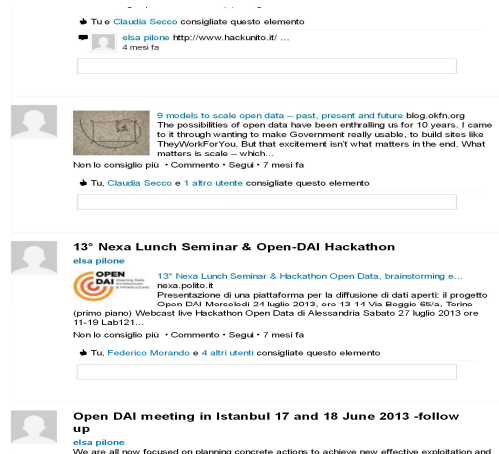 Tu e Claudia Secco consigliate questo elemento
elsa pilone http://www.hackunito.it/ ...
4 mesi fa
9 models to scale open data – past, present and future blog.okfn.org
The possibilities of open data have been enthralling us for 10 years. I came
to it through wanting to make Government really usable, to build sites like
TheyWorkForYou. But that excitement isn't what matters in the end. What
matters is scale – which...
Non lo consiglio più • Commento • Segui • 7 mesi fa
Tu, Claudia Secco e 1 altro utente consigliate questo elemento
13° Nexa Lunch Seminar & Open-DAI Hackathon
elsa pilone
OPEN
DAI
13° Nexa Lunch Seminar & Hackathon Open Data, brainstorming e...
nexa.polito.it
Presentazione di una piattaforma per la diffusione di dati aperti: il progetto
Open DAI Mercoledì 24 luglio 2013, ore 13-14 Via Boggio 65/a, Torino
(primo piano) Webcast live Hackathon Open Data di Alessandria Sabato 27 luglio 2013 ore
11-19 Lab121...
Non lo consiglio più • Commento • Segui • 7 mesi fa
Tu, Federico Morando e 4 altri utenti consigliate questo elemento
Open DAI meeting in Istanbul 17 and 18 June 2013 -follow
up
elsa pilone
We are all now focused on planning concrete actions to achieve new effective exploitation and